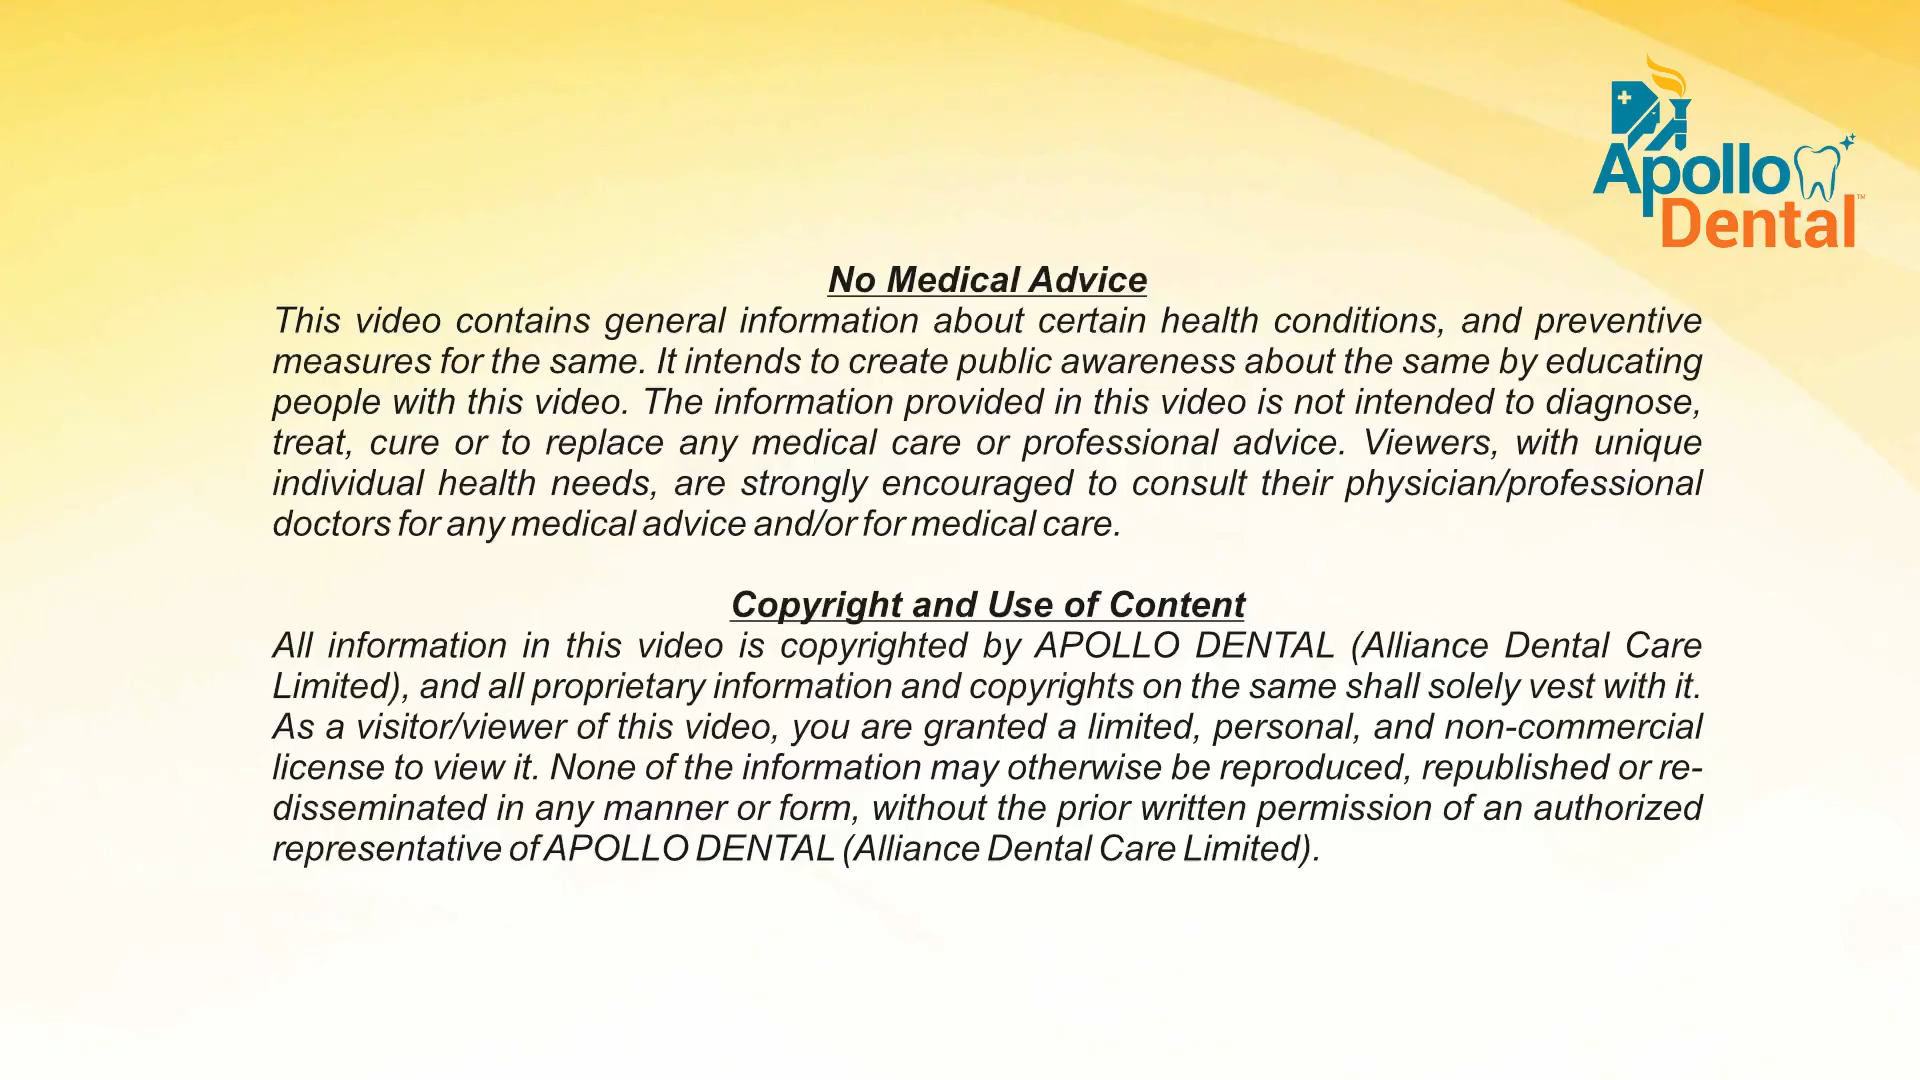 Apollo
Dental™
No Medical Advice
This video contains general information about certain health conditions, and preventive
measures for the same. It intends to create public awareness about the same by educating
people with this video. The information provided in this video is not intended to diagnose,
treat, cure or to replace any medical care or professional advice. Viewers, with unique
individual health needs, are strongly encouraged to consult their physician/professional
doctors for any medical advice and/or for medical care.
Copyright and Use of Content
All information in this video is copyrighted by APOLLO DENTAL (Alliance Dental Care
Limited), and all proprietary information and copyrights on the same shall solely vest with it.
As a visitor/viewer of this video, you are granted a limited, personal, and non-commercial
license to view it. None of the information may otherwise be reproduced, republished or re-
disseminated in any manner or form, without the prior written permission of an authorized
representative of APOLLO DENTAL (Alliance Dental Care Limited).